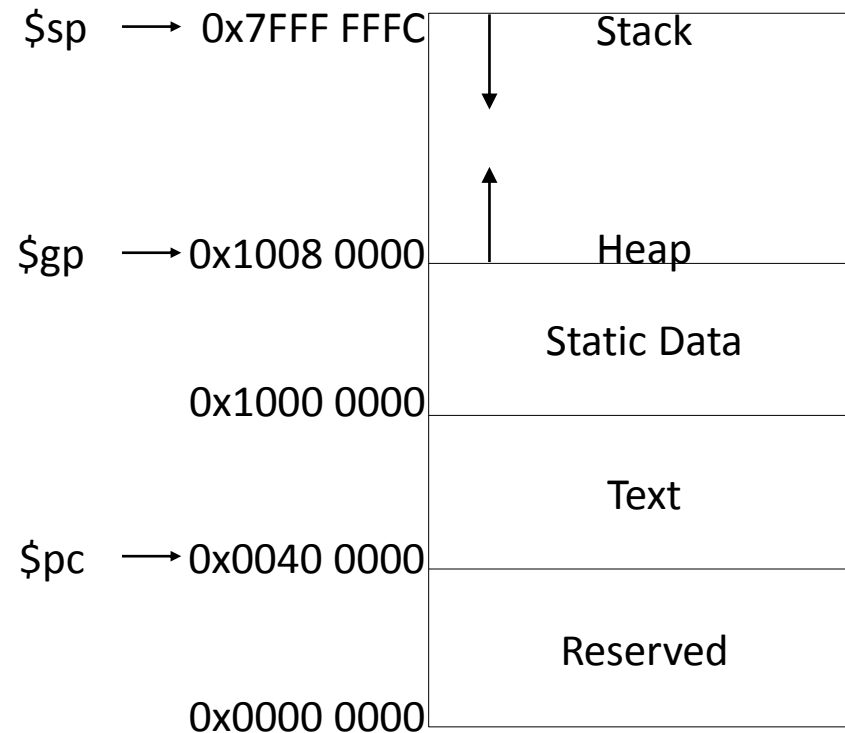 $sp 0x7FFF FFFC Stack
$gp 0x1008 0000 Heap
Static Data
0x1000 0000
Text
$pc 0x0040 0000
Reserved
0x0000 0000